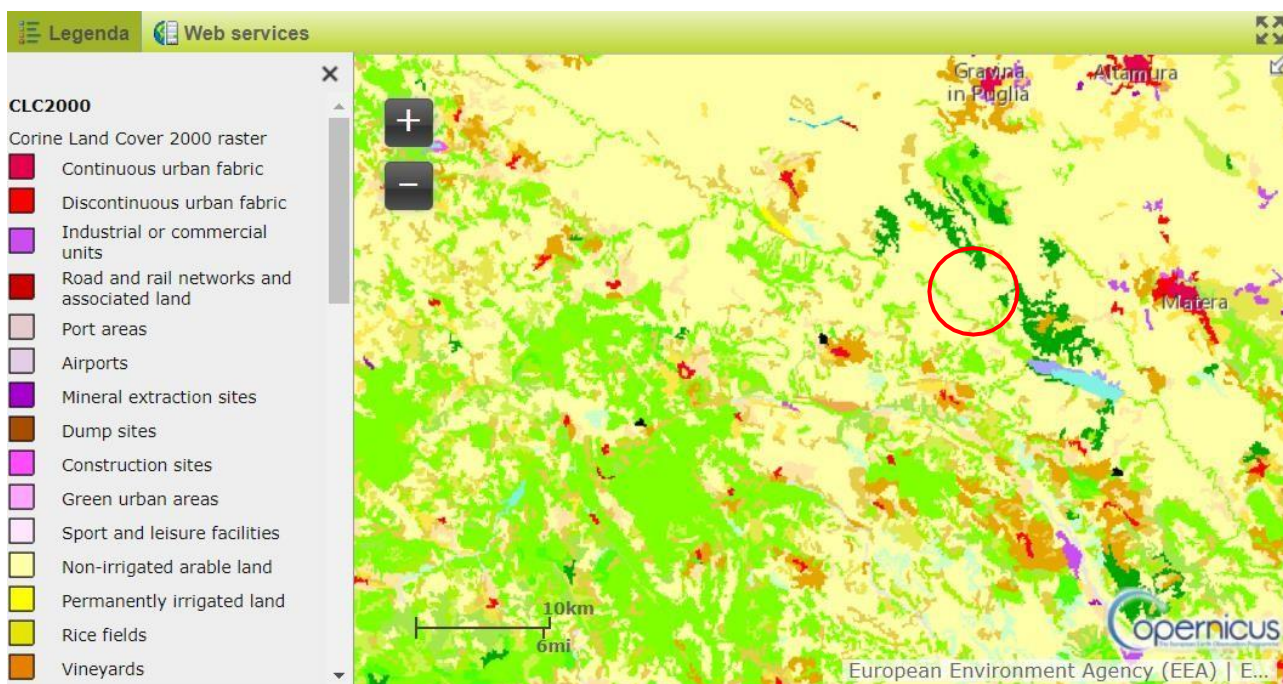 Legenda
Web services
CLC2000
Corine Land Cover 2000 raster
Continuous urban fabric
Discontinuous urban fabric
Industrial or commercial
units
Road and rail networks and
associated land
Port areas
Airports
Mineral extraction sites
Dump sites
Construction sites
Green urban areas
Sport and leisure facilities
Non-irrigated arable land
Permanently irrigated land
Rice fields
Vineyards
+
−
Gravina
in Puglia
Altamura
Matera
10km
6mi
opernicus
European Environment Agency (EEA) | E...